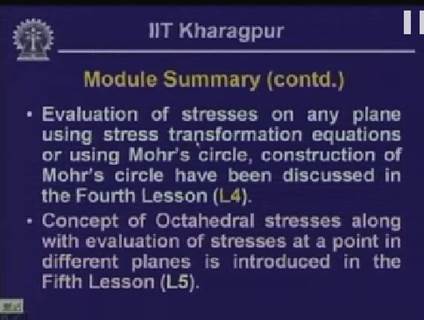 IIT Kharagpur
Module Summary (contd.)
• Evaluation of stresses on any plane
using stress transformation equations
or using Mohr's circle, construction of
Mohr's circle have been discussed in
the Fourth Lesson (L4).
• Concept of Octahedral stresses along
with evaluation of stresses at a point in
different planes is introduced in the
Fifth Lesson (L5).